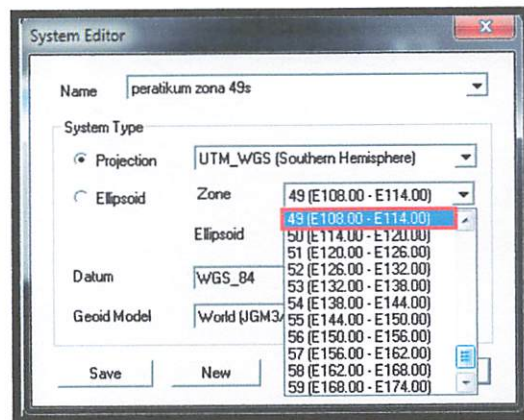 System Editor
Name peratikum zona 49s
System Type
Projection UTM_WGS (Southern Hemisphere)
Ellipsoid Zone 49 (E108.00 - E114.00)
49 (E108.00 - E114.00)
Ellipsoid 50 (E114.00 - E120.00)
51 (E120.00 - E126.00)
52 (E126.00 - E132.00)
Datum WGS_84 53 (E132.00 - E138.00)
54 (E138.00 - E144.00)
Geoid Model World (JGM3/ 55 (E144.00 - E150.00)
56 (E150.00 - E156.00)
57 (E156.00 - E162.00)
Save New 58 (E162.00 - E168.00)
59 (E168.00 - E174.00)